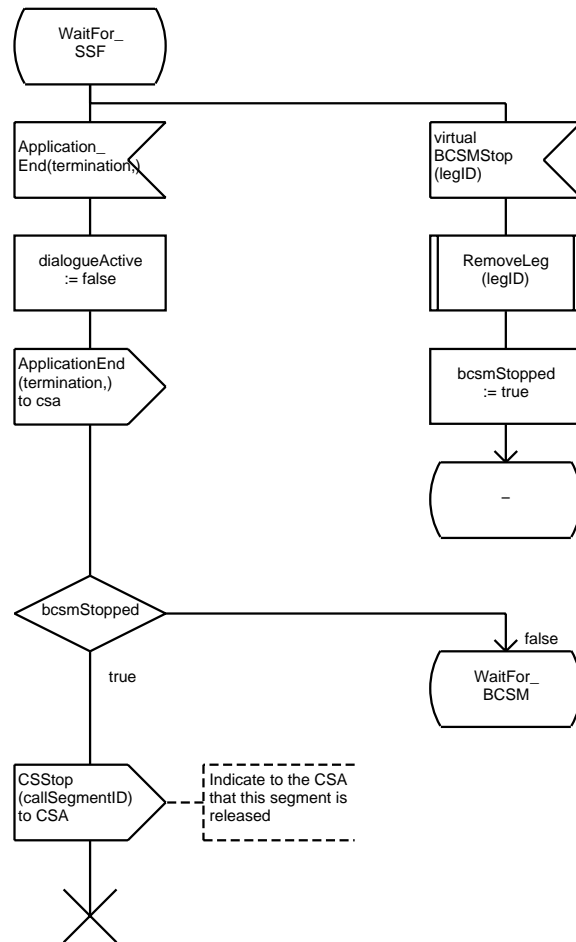 WaitFor_
SSF
Application_
End(termination,)
virtual
BCSMStop
(legID)
dialogueActive
:= false
RemoveLeg
(legID)
ApplicationEnd
(termination,)
to csa
bcsmStopped
:= true
–
bcsmStopped
false
true
WaitFor_
BCSM
CSStop
(callSegmentID)
to CSA
Indicate to the CSA
that this segment is
released